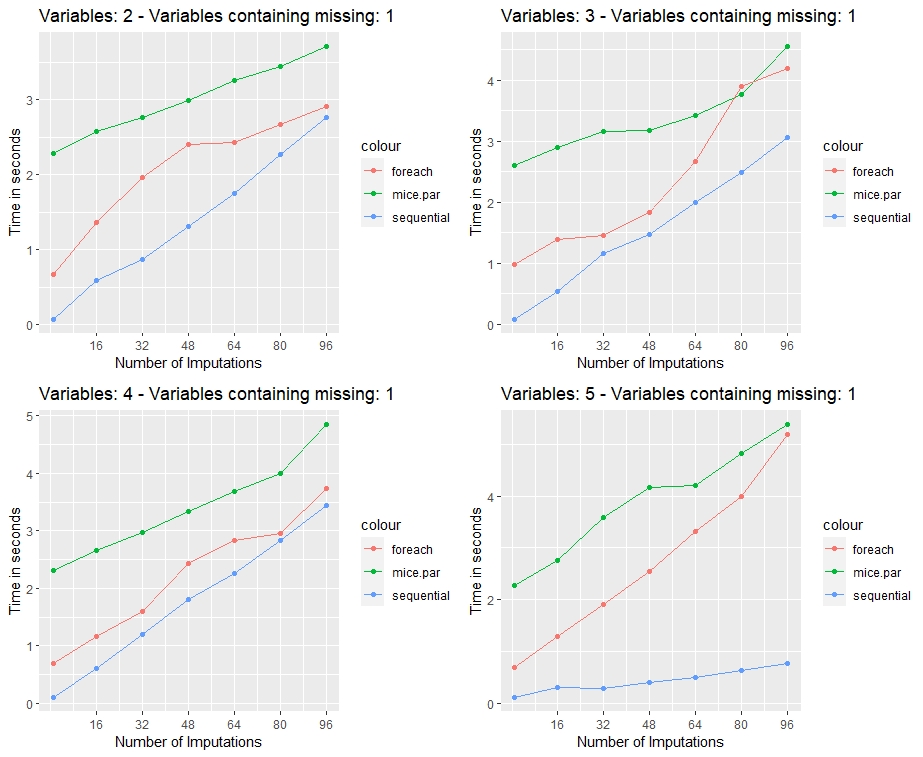 Variables: 2 - Variables containing missing: 1
Time in seconds
3
2
1
0
16 32 48 64 80 96
Number of Imputations
colour
foreach
mice.par
sequential
Variables: 3 - Variables containing missing: 1
Time in seconds
4
3
2
1
0
16 32 48 64 80 96
Number of Imputations
colour
foreach
mice.par
sequential
Variables: 4 - Variables containing missing: 1
Time in seconds
5
4
3
2
1
0
16 32 48 64 80 96
Number of Imputations
colour
foreach
mice.par
sequential
Variables: 5 - Variables containing missing: 1
Time in seconds
4
2
0
16 32 48 64 80 96
Number of Imputations
colour
foreach
mice.par
sequential